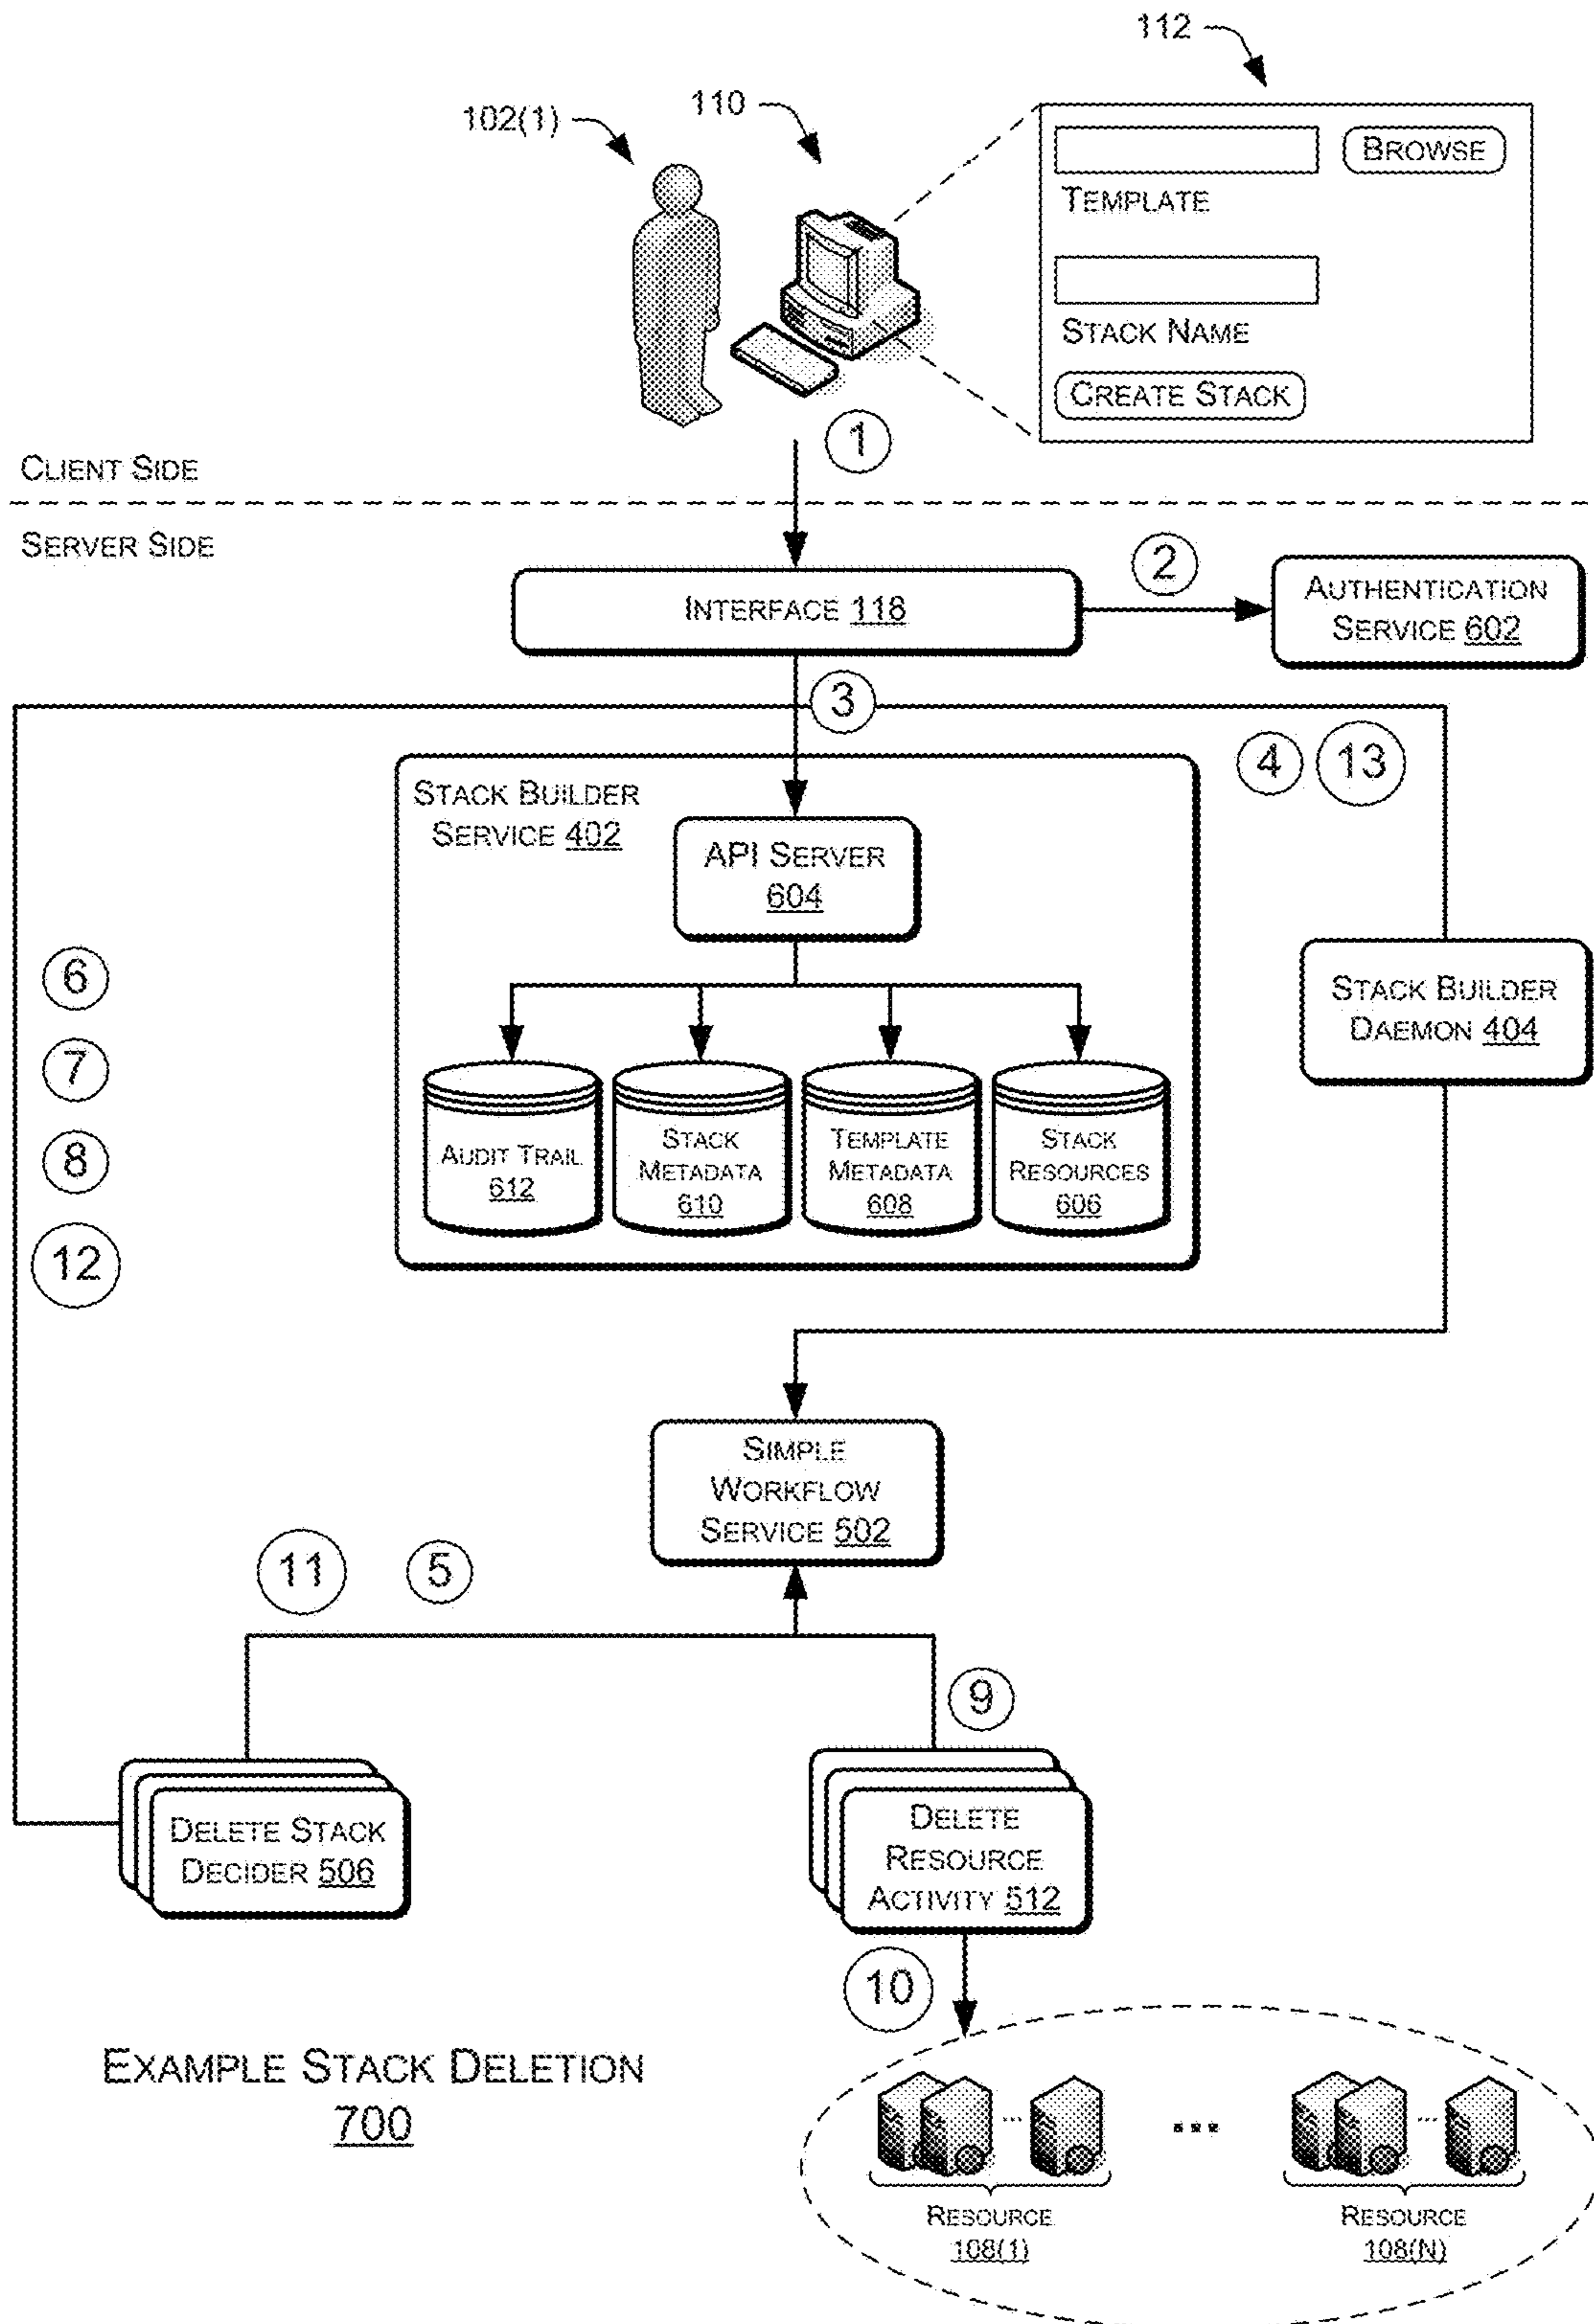 112
110
102(1)
BROWSE
TEMPLATE
STACK NAME
CREATE STACK
1
CLIENT SIDE
SERVER SIDE
2
INTERFACE 118
AUTHENTICATION
SERVICE 602
3
4
13
STACK BUILDER
SERVICE 402
API SERVER
604
6
7
8
12
STACK BUILDER
DAEMON 404
AUDIT TRAIL
612
STACK
METADATA
610
TEMPLATE
METADATA
608
STACK
RESOURCES
606
SIMPLE
WORKFLOW
SERVICE 502
11
5
9
DELETE STACK
DECIDER 506
DELETE
RESOURCE
ACTIVITY 512
10
EXAMPLE STACK DELETION
700
...
...
...
RESOURCE
108(1)
RESOURCE
108(N)